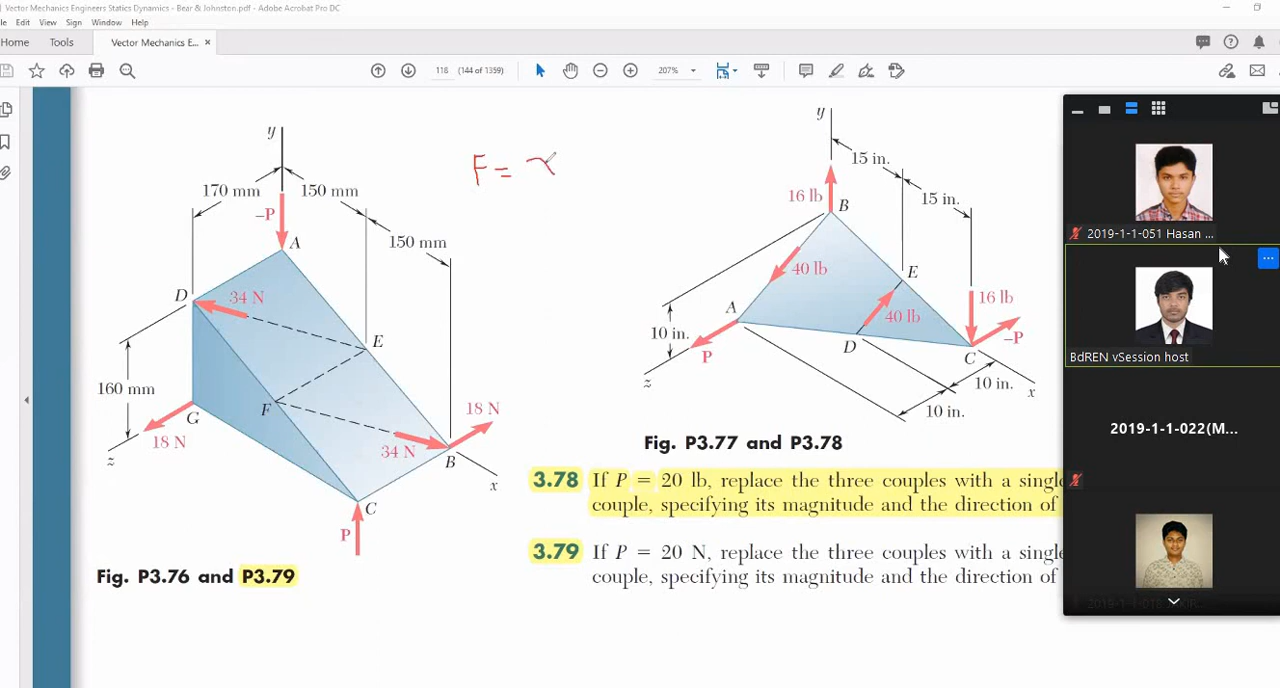 Vector Mechanics Engineers Statics Dynamics - Bear & Johnston.pdf - Adobe Acrobat Pro DC
Edit View Sign Window Help
Home Tools Vector Mechanics E... ×
118 (144 of 1359) 207%
y
170 mm 150 mm
–P
A
150 mm
D
34 N
E
160 mm
F
G
18 N
z
18 N
34 N
B
x
C
P
Fig. P3.76 and P3.79
F =
y
15 in.
16 lb
B
15 in.
40 lb
E
16 lb
A
40 lb
10 in.
P
D
–P
C
z
10 in.
x
10 in.
Fig. P3.77 and P3.78
3.78 If P = 20 lb, replace the three couples with a singl
couple, specifying its magnitude and the direction of
3.79 If P = 20 N, replace the three couples with a singl
couple, specifying its magnitude and the direction of
2019-1-1-051 Hasan ...
BdREN vSession host
2019-1-1-022(M...